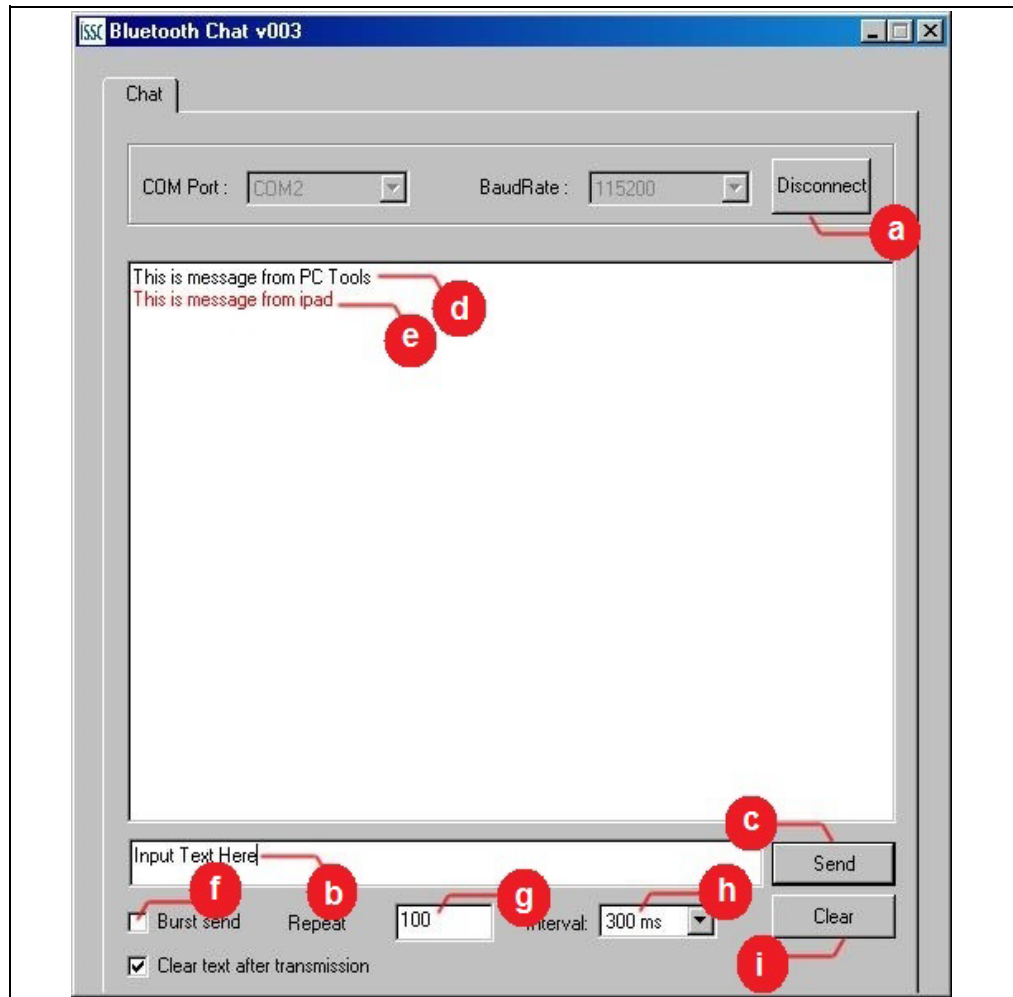 issc Bluetooth Chat v003
Chat
COM Port : COM2 BaudRate : 115200 Disconnect
a
This is message from PC Tools
d
This is message from ipad
e
c
Input Text Here
Send
f b g h
Burst send Repeat 100 Interval: 300 ms Clear
i
Clear text after transmission